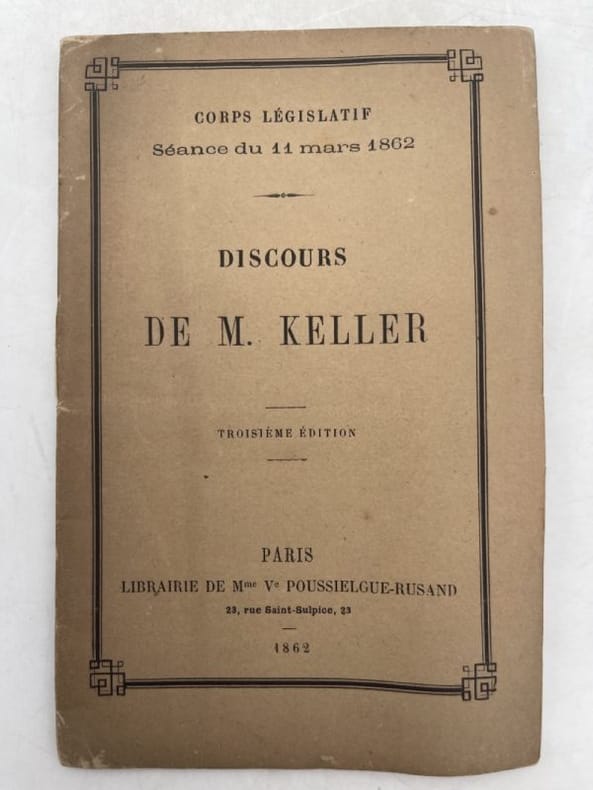 CORPS LÉGISLATIF
Séance du 11 mars 1862
DISCOURS
DE M. KELLER
TROISIÈME ÉDITION
PARIS
LIBRAIRIE DE Mme Ve POUSSIELGUE-RUSAND
23, rue Saint-Sulpice, 23
1862